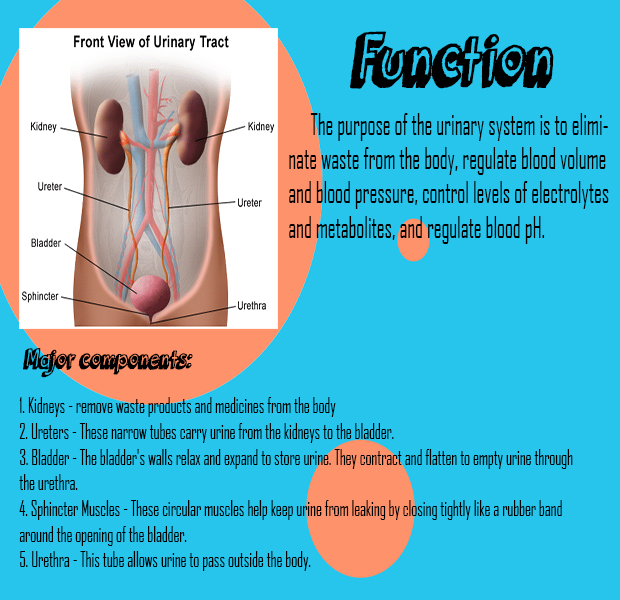 Front View of Urinary Tract
Kidney
Kidney
Ureter
Ureter
Bladder
Sphincter
Urethra
Function
The purpose of the urinary system is to elimi-
nate waste from the body, regulate blood volume
and blood pressure, control levels of electrolytes
and metabolites, and regulate blood pH.
Major components:
1. Kidneys - remove waste products and medicines from the body
2. Ureters - These narrow tubes carry urine from the kidneys to the bladder.
3. Bladder - The bladder's walls relax and expand to store urine. They contract and flatten to empty urine through
the urethra.
4. Sphincter Muscles - These circular muscles help keep urine from leaking by closing tightly like a rubber band
around the opening of the bladder.
5. Urethra - This tube allows urine to pass outside the body.